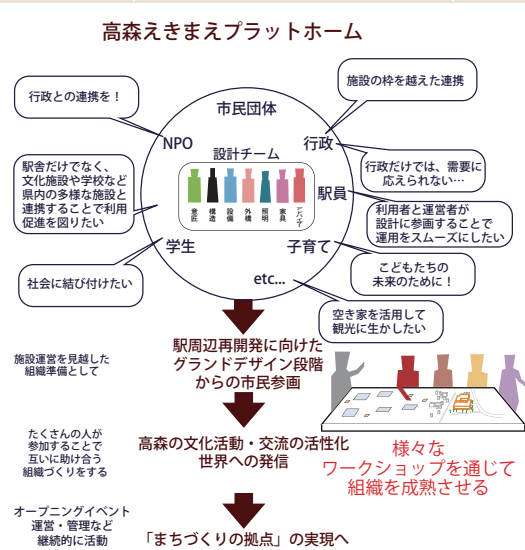 高森えきまえプラットホーム
行政との連携を！
施設の枠を越えた連携
市民団体
NPO
行政
設計チーム
意匠
構造
設備
外構
照明
家具
アドバイザー
駅舎だけでなく、
文化施設や学校など
県内の多様な施設と
連携することで利用
促進を図りたい
行政だけでは、需要に
応えられない…
駅員
利用者と運営者が
設計に参画することで
運用をスムーズにしたい
学生
子育て
社会に結び付けたい
こどもたちの
未来のために！
etc...
空き家を活用して
観光に生かしたい
駅周辺再開発に向けた
グランドデザイン段階
からの市民参画
施設運営を見越した
組織準備として
たくさんの人が
参加することで
互いに助け合う
組織づくりをする
高森の文化活動・交流の活性化
世界への発信
様々な
ワークショップを通じて
組織を成熟させる
オープニングイベント
運営・管理など
継続的に活動
「まちづくりの拠点」の実現へ